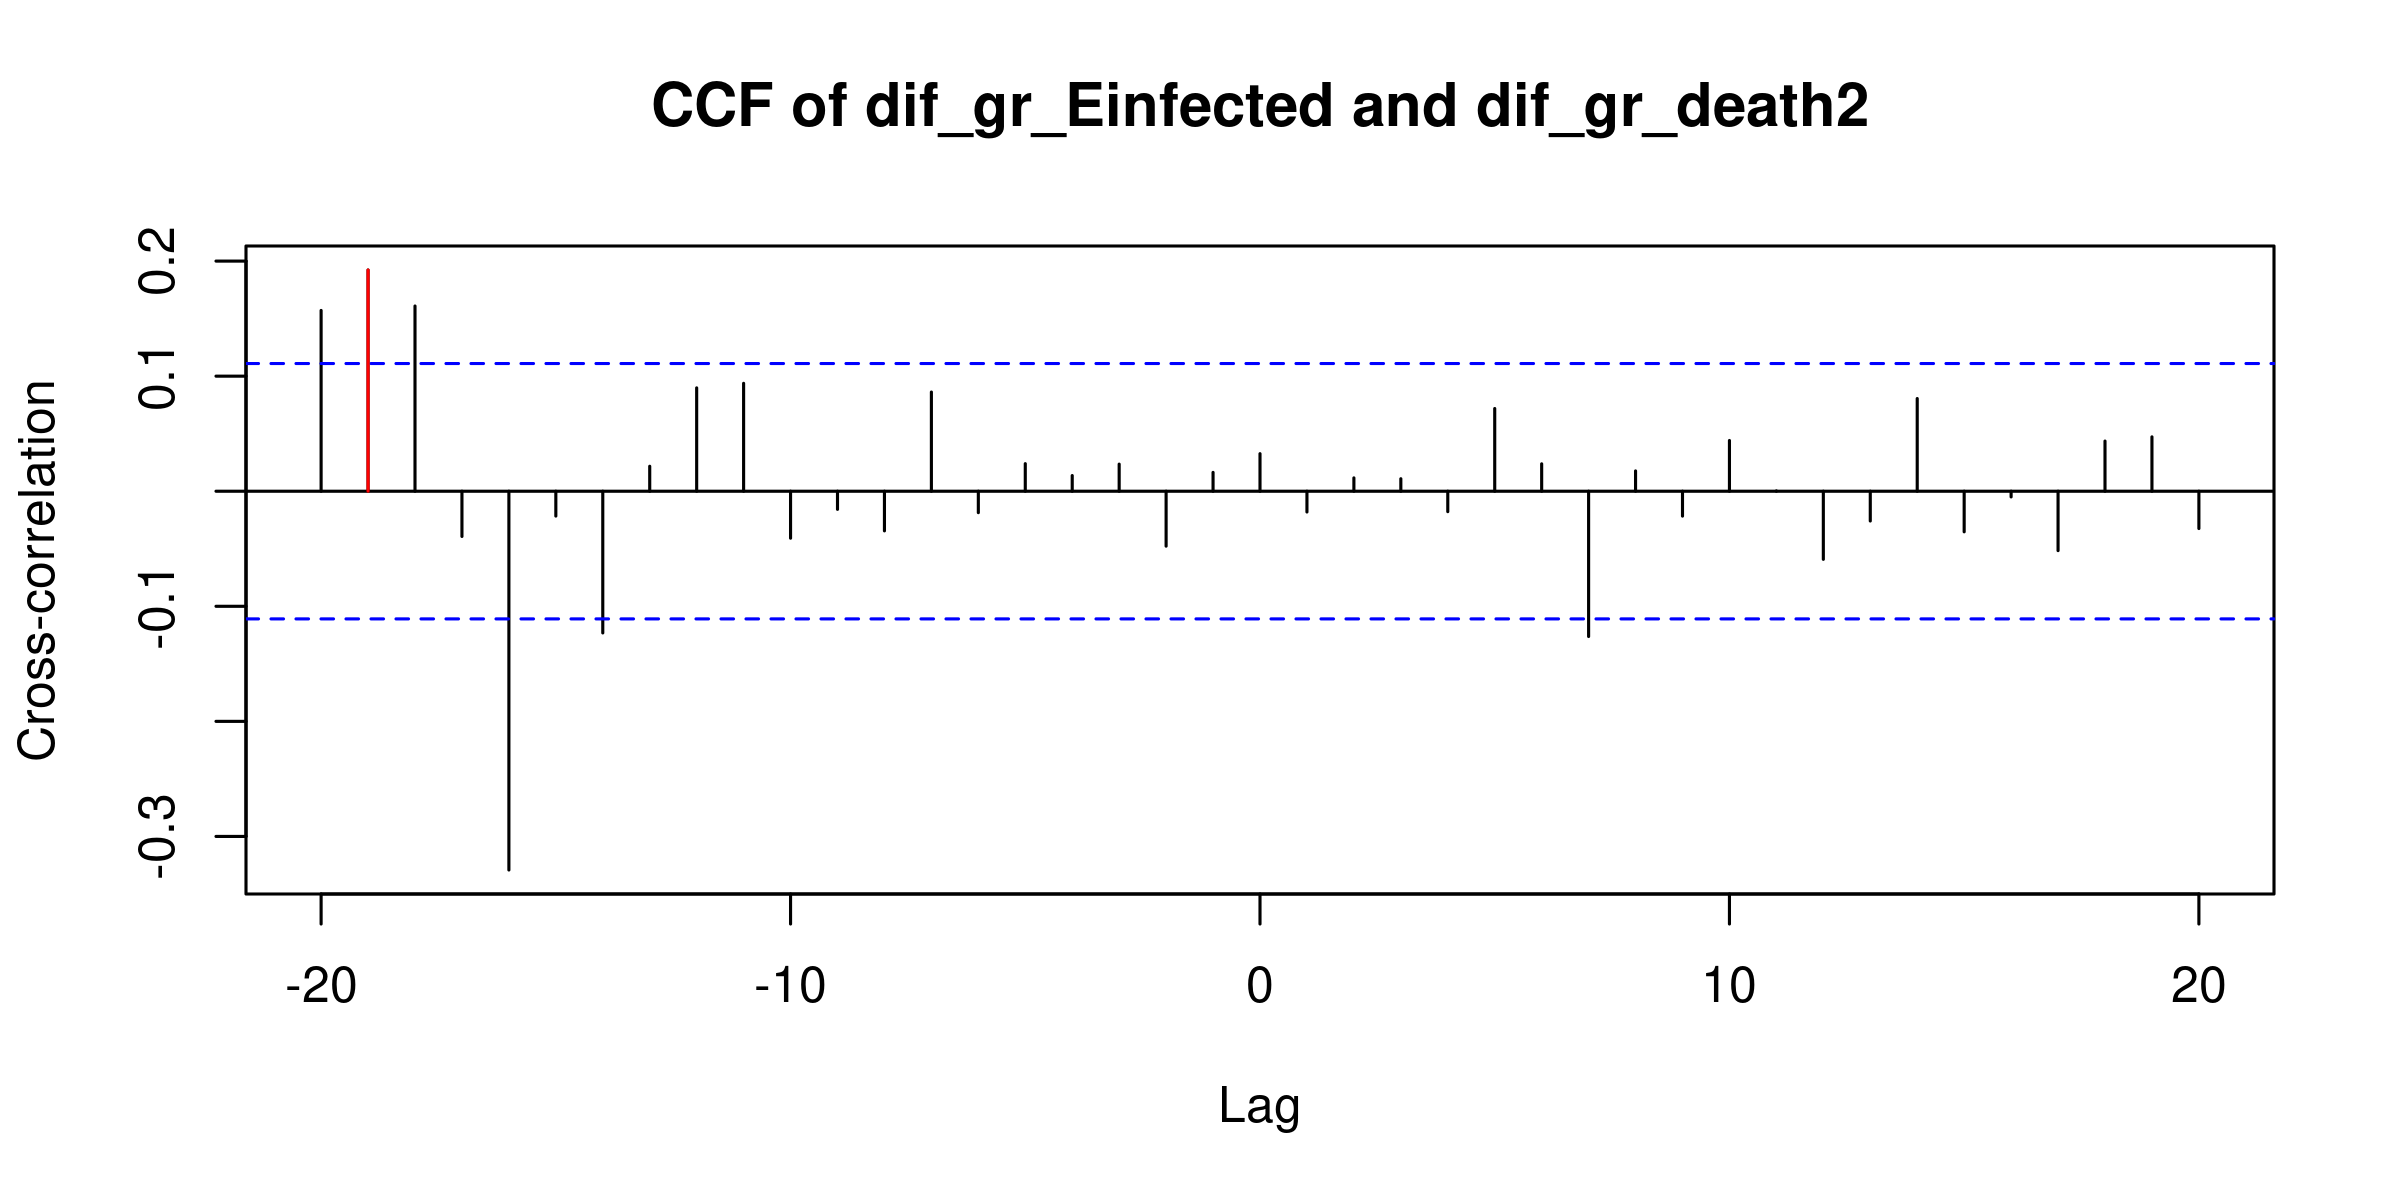 CCF of dif_gr_Einfected and dif_gr_death2
Cross-correlation
0.2
0.1
-0.1
-0.3
-20 -10 0 10 20
Lag